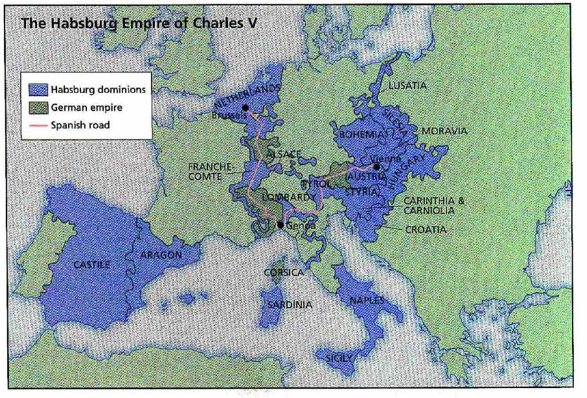 The Habsburg Empire of Charles V
Habsburg dominions
German empire
Spanish road
NETHERLANDS
Brussels
LUSATIA
SILESIA
BOHEMIA
MORAVIA
ALSACE
Vienna
FRANCHE-
COMTE
AUSTRIA
HUNGARY
TYROL
STYRIA
LOMBARDY
CARINTHIA &
CARNIOLIA
Genoa
CROATIA
ARAGON
CASTILE
CORSICA
SARDINIA
NAPLES
SICILY